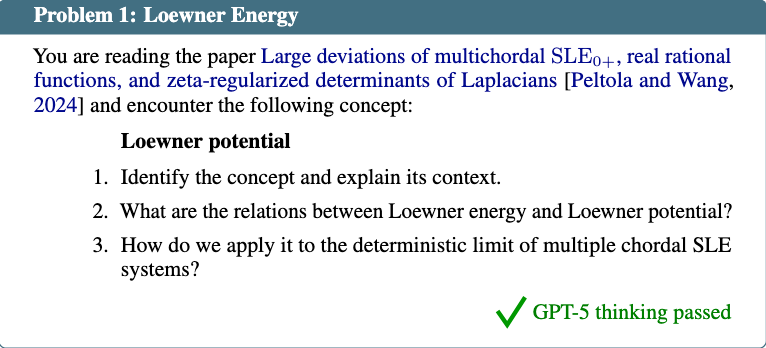 Problem 1: Loewner Energy
You are reading the paper Large deviations of multichordal SLE₀₊, real rational
functions, and zeta-regularized determinants of Laplacians [Peltola and Wang,
2024] and encounter the following concept:
Loewner potential
1. Identify the concept and explain its context.
2. What are the relations between Loewner energy and Loewner potential?
3. How do we apply it to the deterministic limit of multiple chordal SLE
systems?
✓ GPT-5 thinking passed